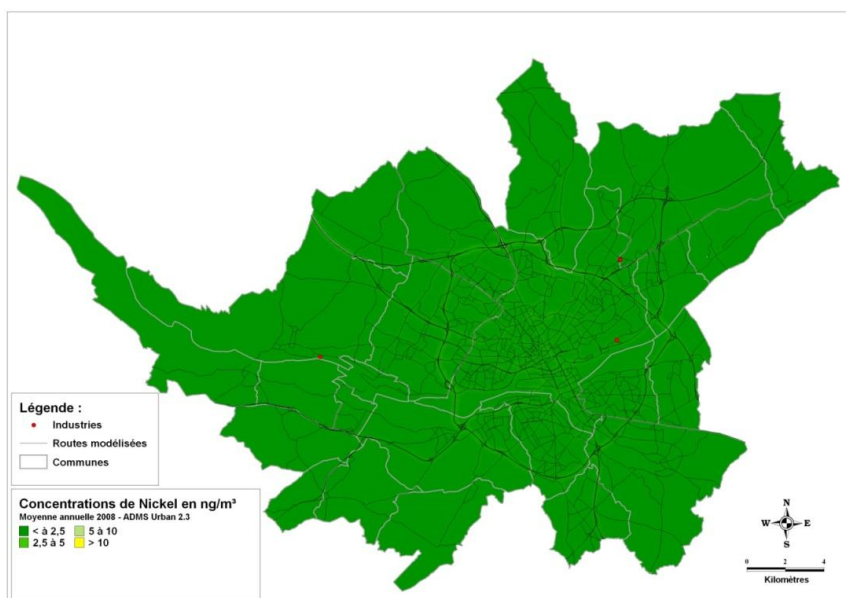 Légende :
Industries
Routes modélisées
Communes
Concentrations de Nickel en ng/m³
Moyenne annuelle 2008 - ADMS Urban 2.3
< à 2,5 5 à 10
2,5 à 5 > 10
N
W E
S
0 2 4
Kilomètres